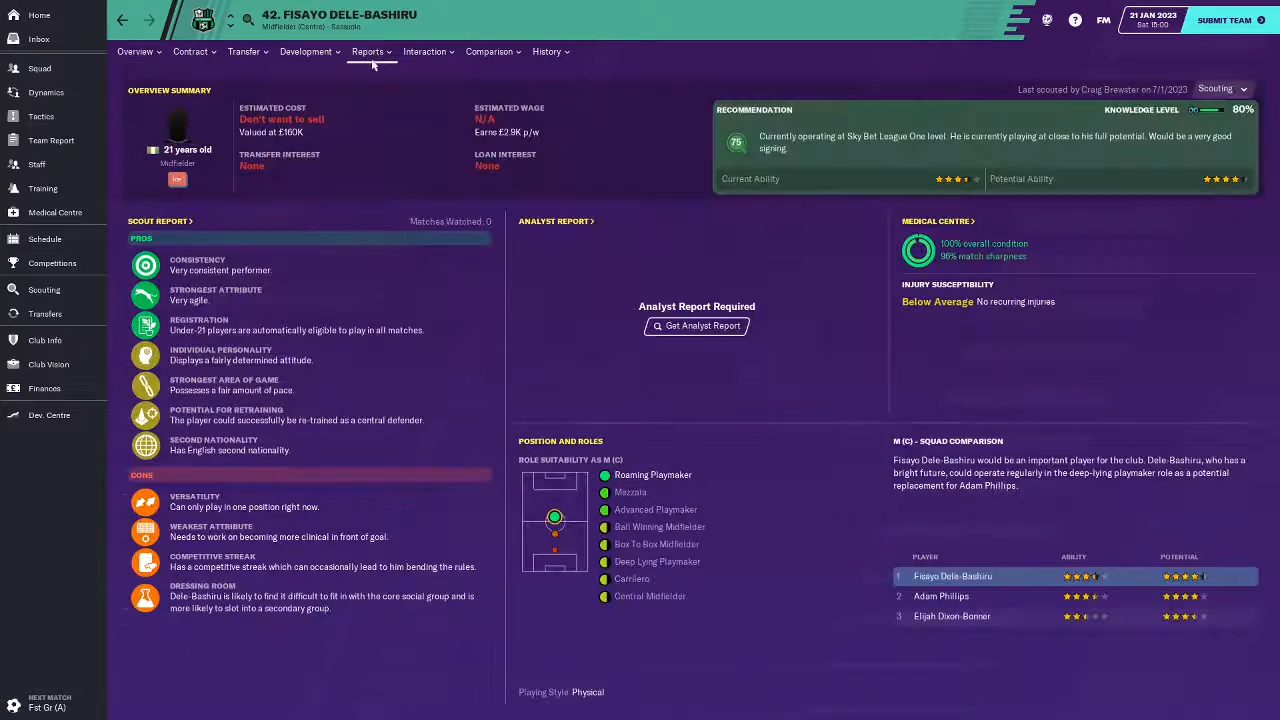 42. FISAYO DELE-BASHIRU
Midfielder (Centre) - Sassuolo
21 JAN 2023
Sat 15:00
FM
SUBMIT TEAM
Overview
Contract
Transfer
Development
Reports
Interaction
Comparison
History
Home
Inbox
Squad
Dynamics
Tactics
Team Report
Staff
Training
Medical Centre
Schedule
Competitions
Scouting
Transfers
Club Info
Club Vision
Finances
Dev. Centre
NEXT MATCH
Fst Gr (A)
OVERVIEW SUMMARY
21 years old
Midfielder
ESTIMATED COST
Don't want to sell
Valued at £160K
TRANSFER INTEREST
None
ESTIMATED WAGE
N/A
Earns £2.9K p/w
LOAN INTEREST
None
Last scouted by Craig Brewster on 7/1/2023
Scouting
RECOMMENDATION
KNOWLEDGE LEVEL
80%
75
Currently operating at Sky Bet League One level. He is currently playing at close to his full potential. Would be a very good
signing.
Current Ability
Potential Ability
SCOUT REPORT >
Matches Watched: 0
PROS
CONSISTENCY
Very consistent performer.
STRONGEST ATTRIBUTE
Very agile.
REGISTRATION
Under-21 players are automatically eligible to play in all matches.
INDIVIDUAL PERSONALITY
Displays a fairly determined attitude.
STRONGEST AREA OF GAME
Possesses a fair amount of pace.
POTENTIAL FOR RETRAINING
The player could successfully be re-trained as a central defender.
SECOND NATIONALITY
Has English second nationality.
CONS
VERSATILITY
Can only play in one position right now.
WEAKEST ATTRIBUTE
Needs to work on becoming more clinical in front of goal.
COMPETITIVE STREAK
Has a competitive streak which can occasionally lead to him bending the rules.
DRESSING ROOM
Dele-Bashiru is likely to find it difficult to fit in with the core social group and is
more likely to slot into a secondary group.
ANALYST REPORT >
Analyst Report Required
Get Analyst Report
MEDICAL CENTRE >
100% overall condition
96% match sharpness
INJURY SUSCEPTIBILITY
Below Average No recurring injuries
POSITION AND ROLES
ROLE SUITABILITY AS M (C)
Roaming Playmaker
Mezzala
Advanced Playmaker
Ball Winning Midfielder
Box To Box Midfielder
Deep Lying Playmaker
Carrilero
Central Midfielder
Playing Style Physical
M (C) - SQUAD COMPARISON
Fisayo Dele-Bashiru would be an important player for the club. Dele-Bashiru, who has a
bright future, could operate regularly in the deep-lying playmaker role as a potential
replacement for Adam Phillips.
PLAYER
ABILITY
POTENTIAL
1 Fisayo Dele-Bashiru
2 Adam Phillips
3 Elijah Dixon-Bonner